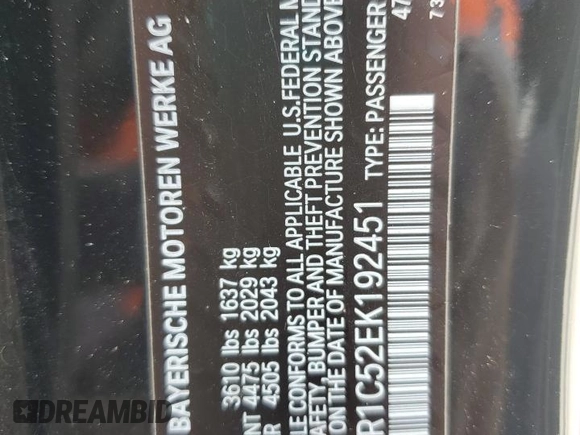 BAYERISCHE MOTOREN WERKE AG
3610 lbs 1637 kg
NT 4475 lbs 2029 kg
R 4505 lbs 2043 kg
LE CONFORMS TO ALL APPLICABLE U.S.FEDERAL M
AFETY, BUMPER AND THEFT PREVENTION STAND
DATE OF MANUFACTURE SHOWN ABOVE
R1C52EK192451 TYPE: PASSENGER
47
73
DREAMBID